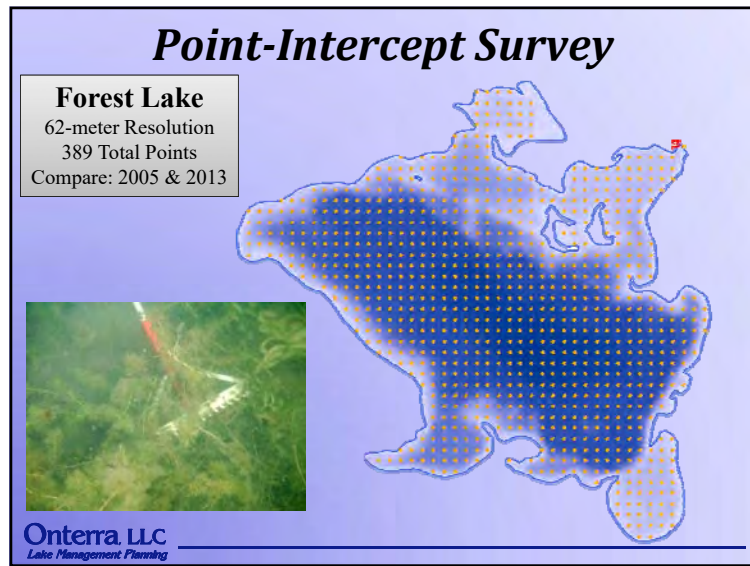 Point-Intercept Survey
Forest Lake
62-meter Resolution
389 Total Points
Compare: 2005 & 2013
Onterra, LLC
Lake Management Planning